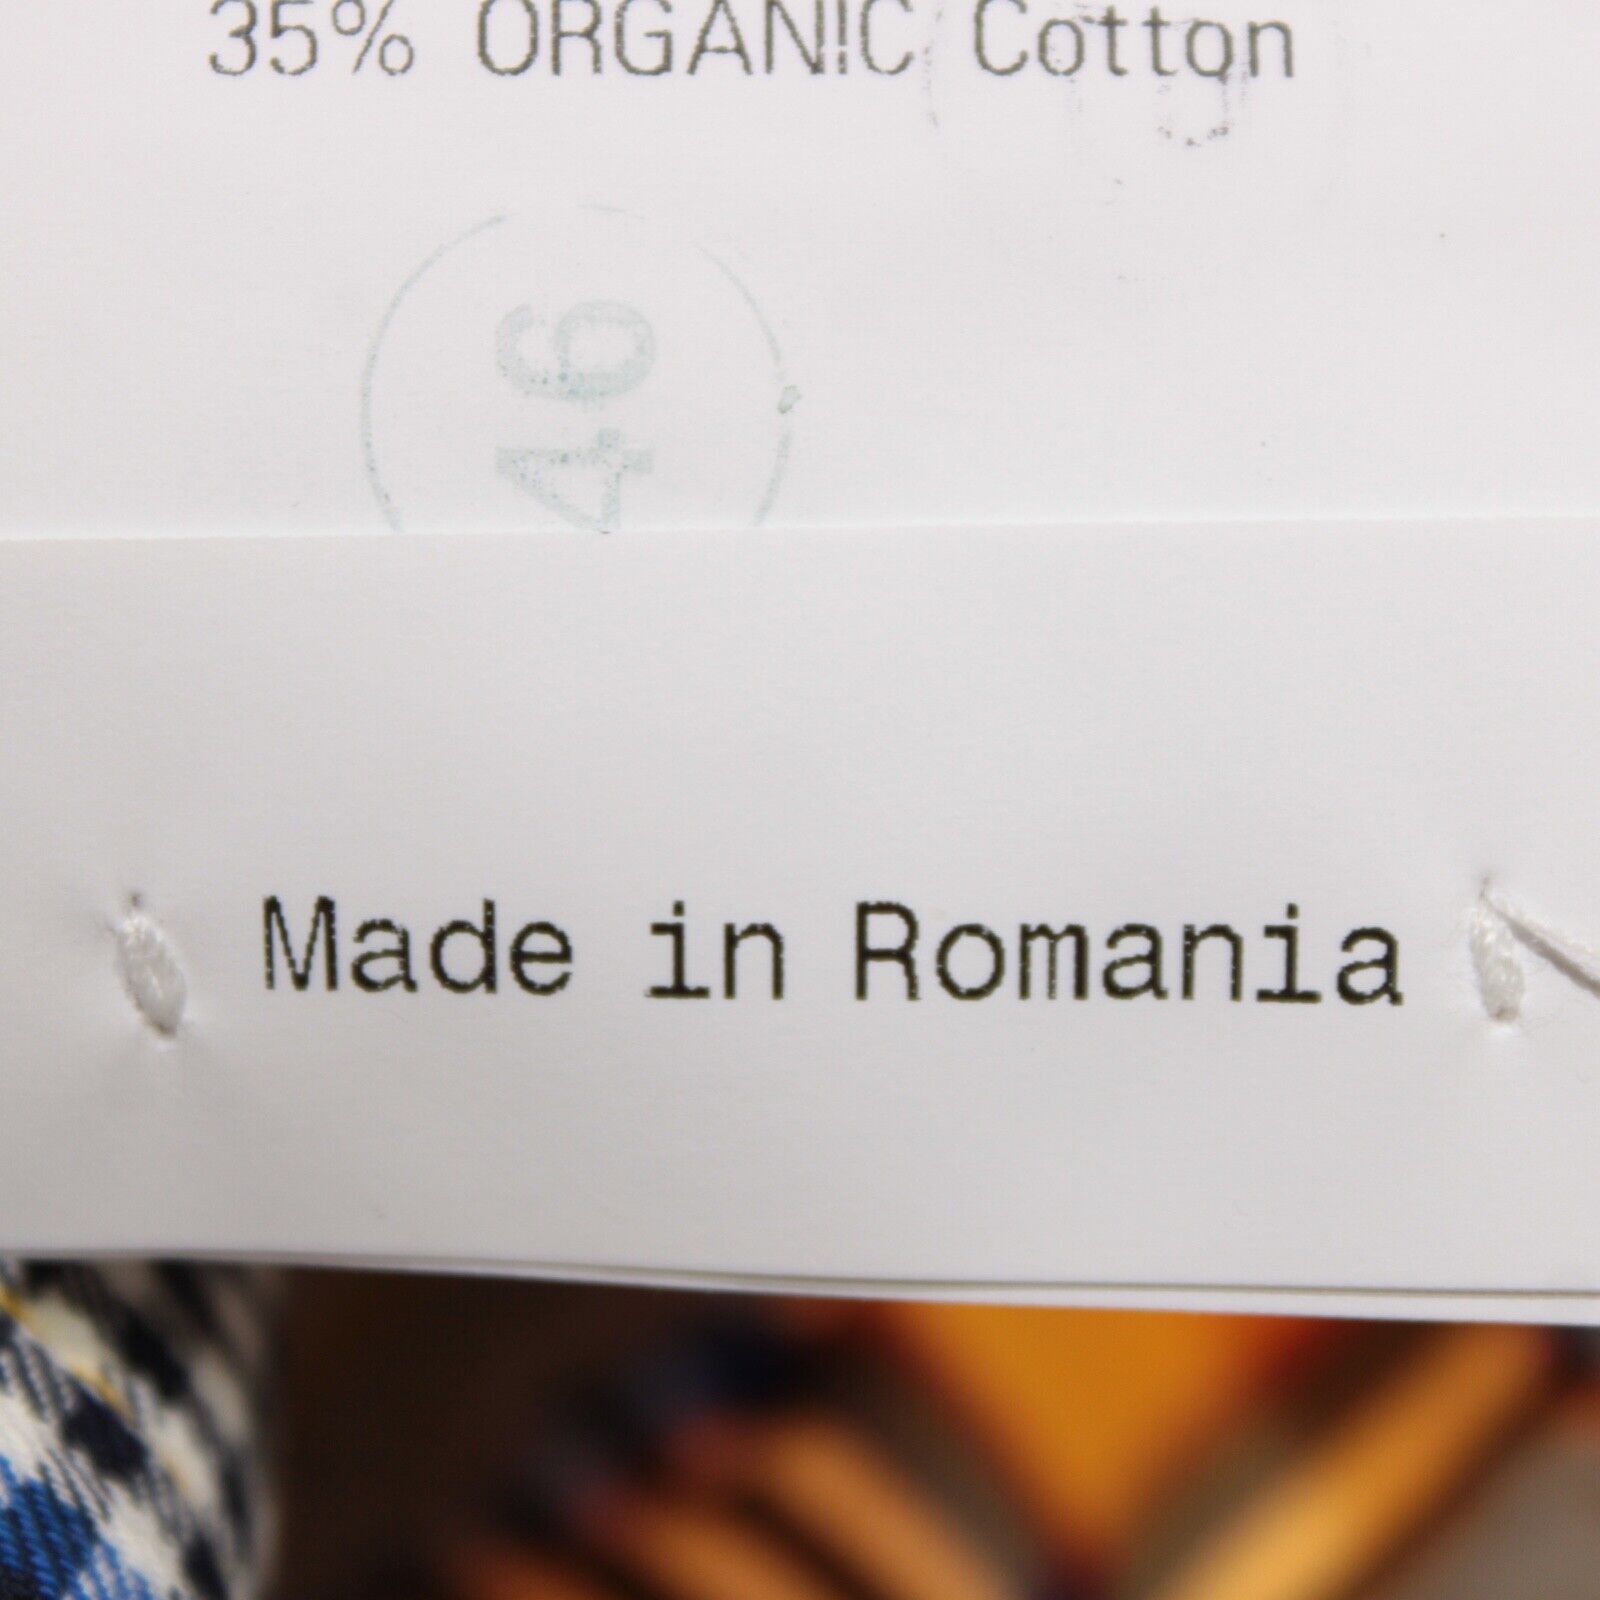 35% ORGANIC Cotton
46
Made in Romania